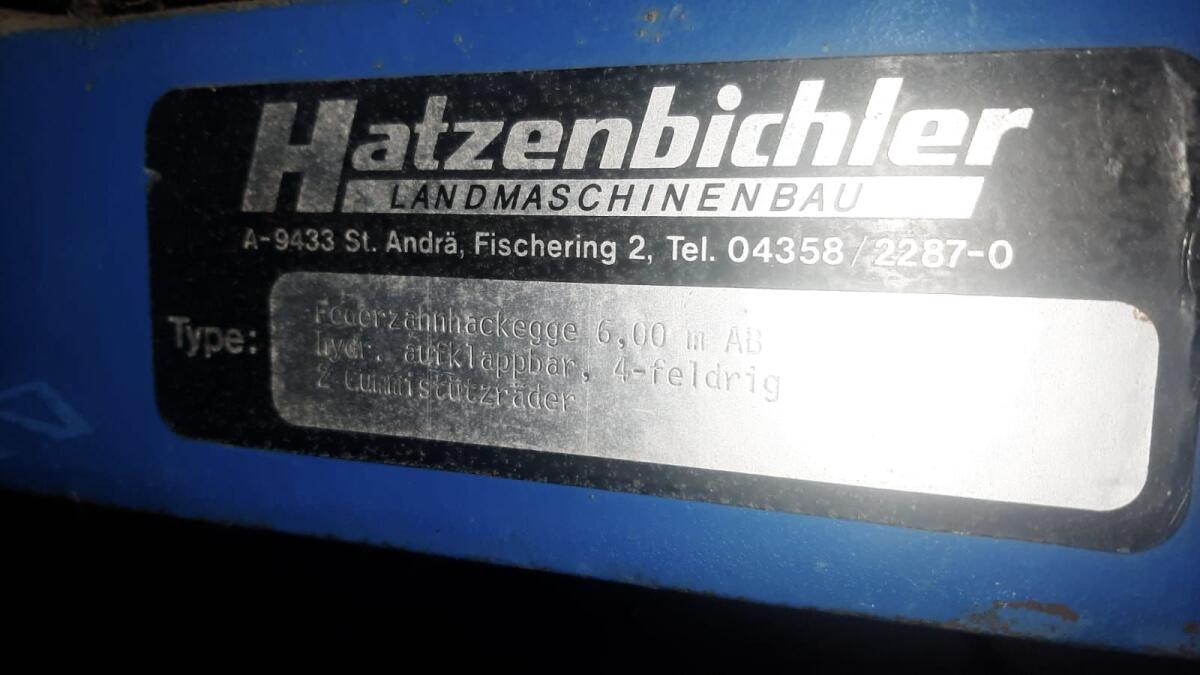 Hatzenbichler
LANDMASCHINENBAU
A-9433 St. Andrä, Fischering 2, Tel. 04358/2287-0
Type:
Federzahnhackegge 6,00 m AB
hydr. aufklappbar, 4-feldrig
2 Gummistützräder